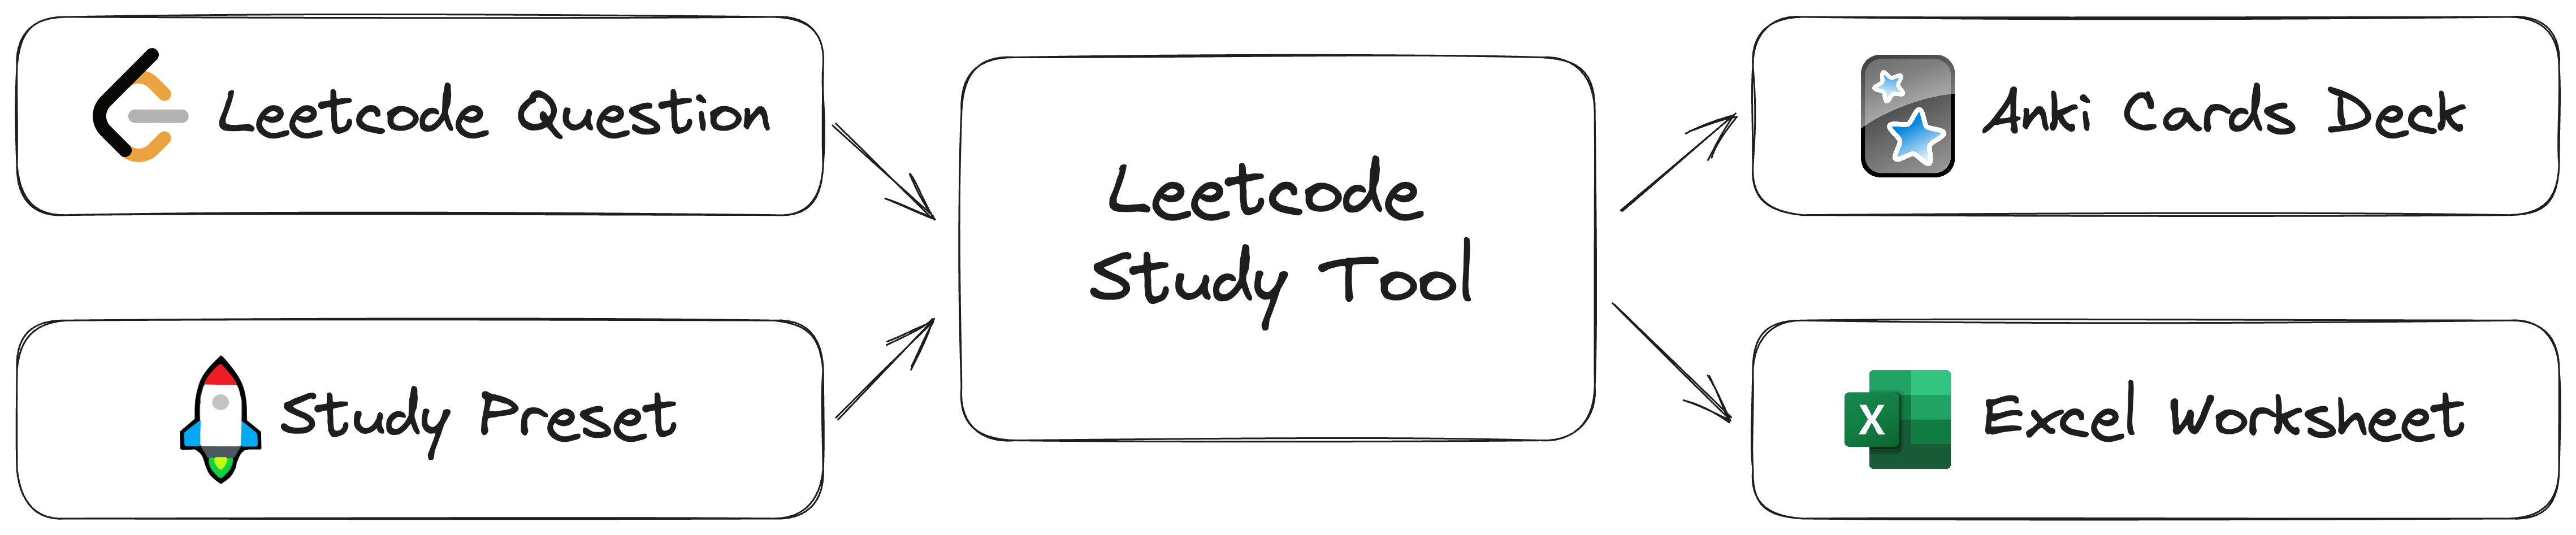 Leetcode Question
Study Preset
Leetcode
Study Tool
Anki Cards Deck
X
Excel Worksheet